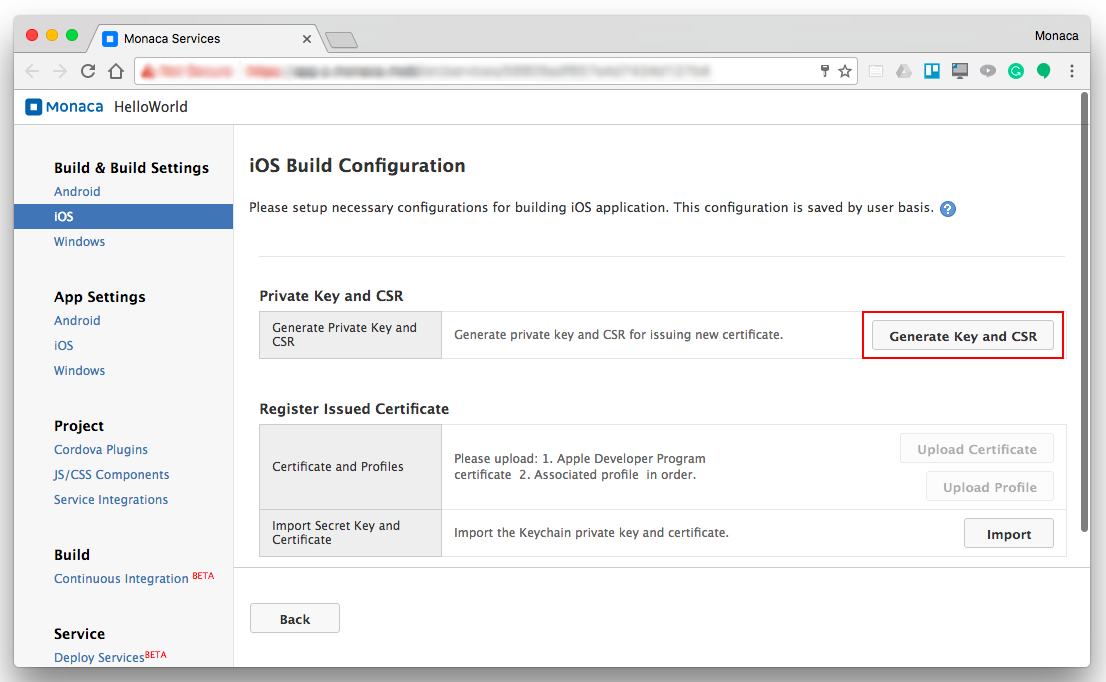 Monaca Services
Monaca
Monaca HelloWorld
Build & Build Settings
Android
iOS
Windows
App Settings
Android
iOS
Windows
Project
Cordova Plugins
JS/CSS Components
Service Integrations
Build
Continuous Integration BETA
Service
Deploy Services BETA
iOS Build Configuration
Please setup necessary configurations for building iOS application. This configuration is saved by user basis. ?
Private Key and CSR
Generate Private Key and
CSR
Generate private key and CSR for issuing new certificate.
Generate Key and CSR
Register Issued Certificate
Certificate and Profiles
Please upload: 1. Apple Developer Program
certificate 2. Associated profile in order.
Upload Certificate
Upload Profile
Import Secret Key and
Certificate
Import the Keychain private key and certificate.
Import
Back